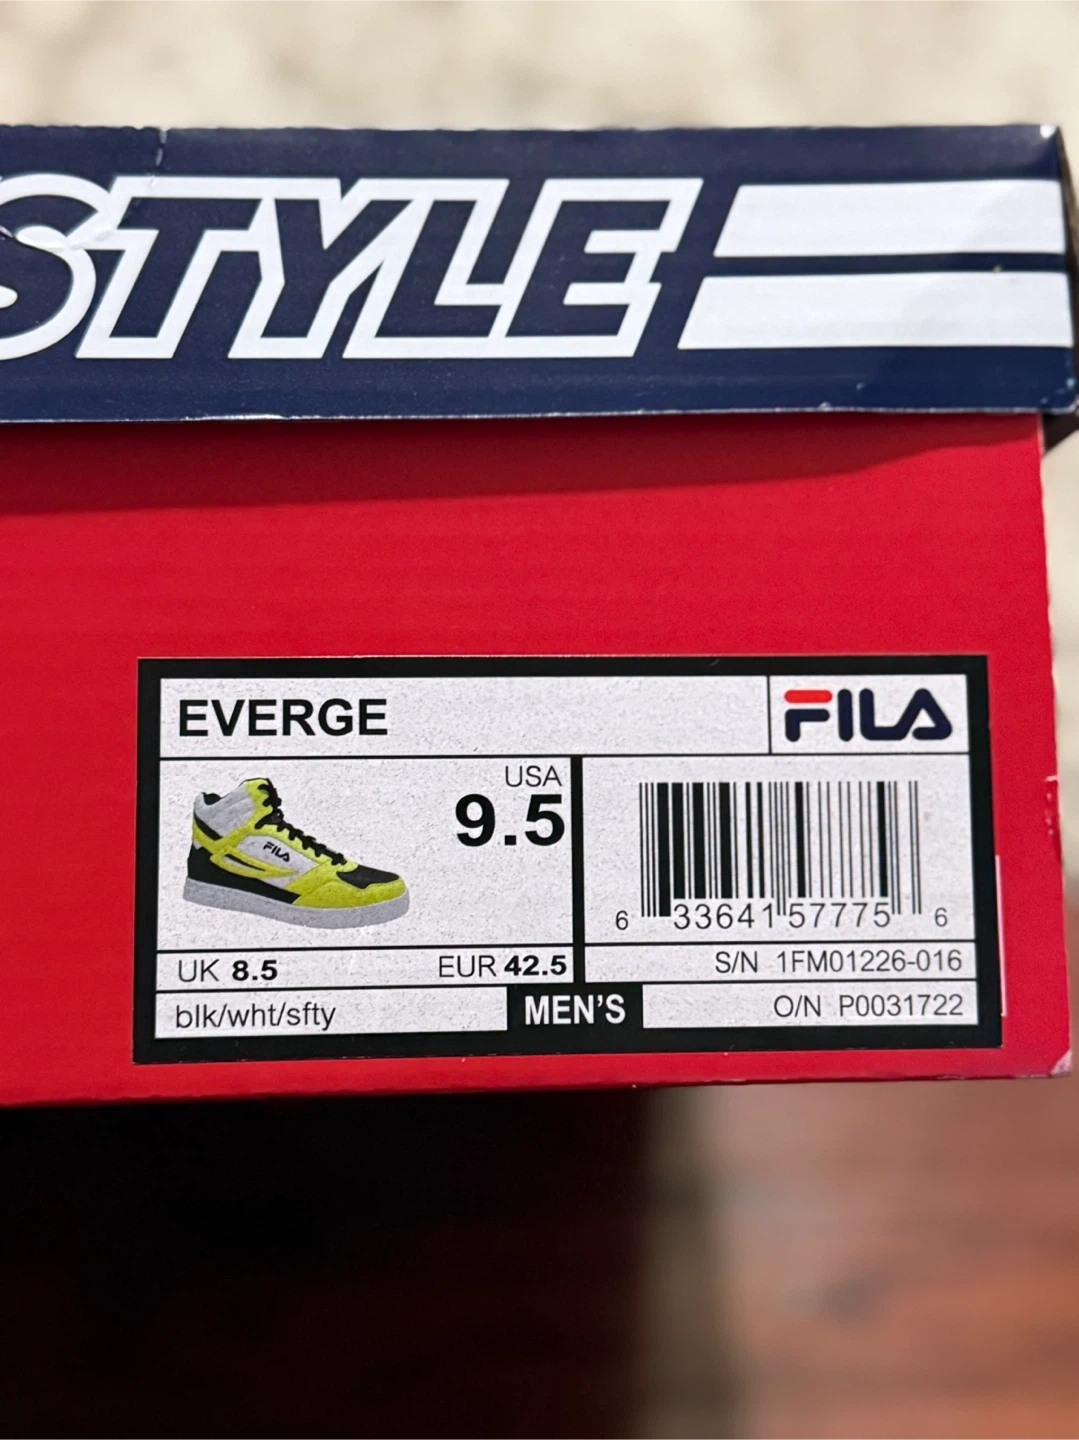 STYLE
EVERGE
FILA
USA
9.5
FILA
6 33641 57775 6
UK 8.5
EUR 42.5
S/N 1FM01226-016
blk/wht/sfty
MEN'S
O/N P0031722